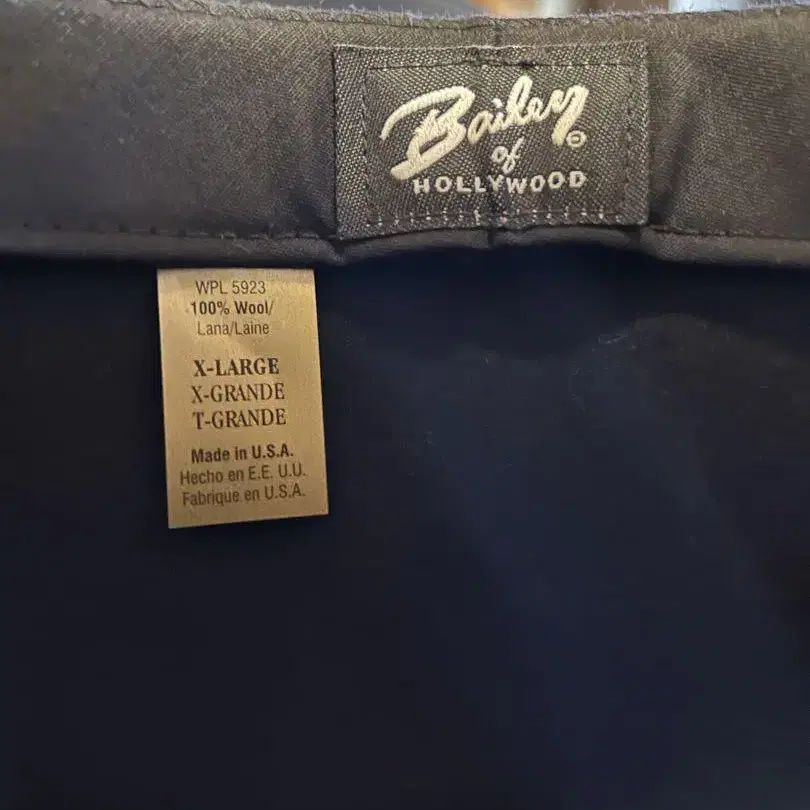 Bailey®
of
HOLLYWOOD
WPL 5923
100% Wool/
Lana/Laine
X-LARGE
X-GRANDE
T-GRANDE
Made in U.S.A.
Hecho en E.E. U.U.
Fabrique en U.S.A.